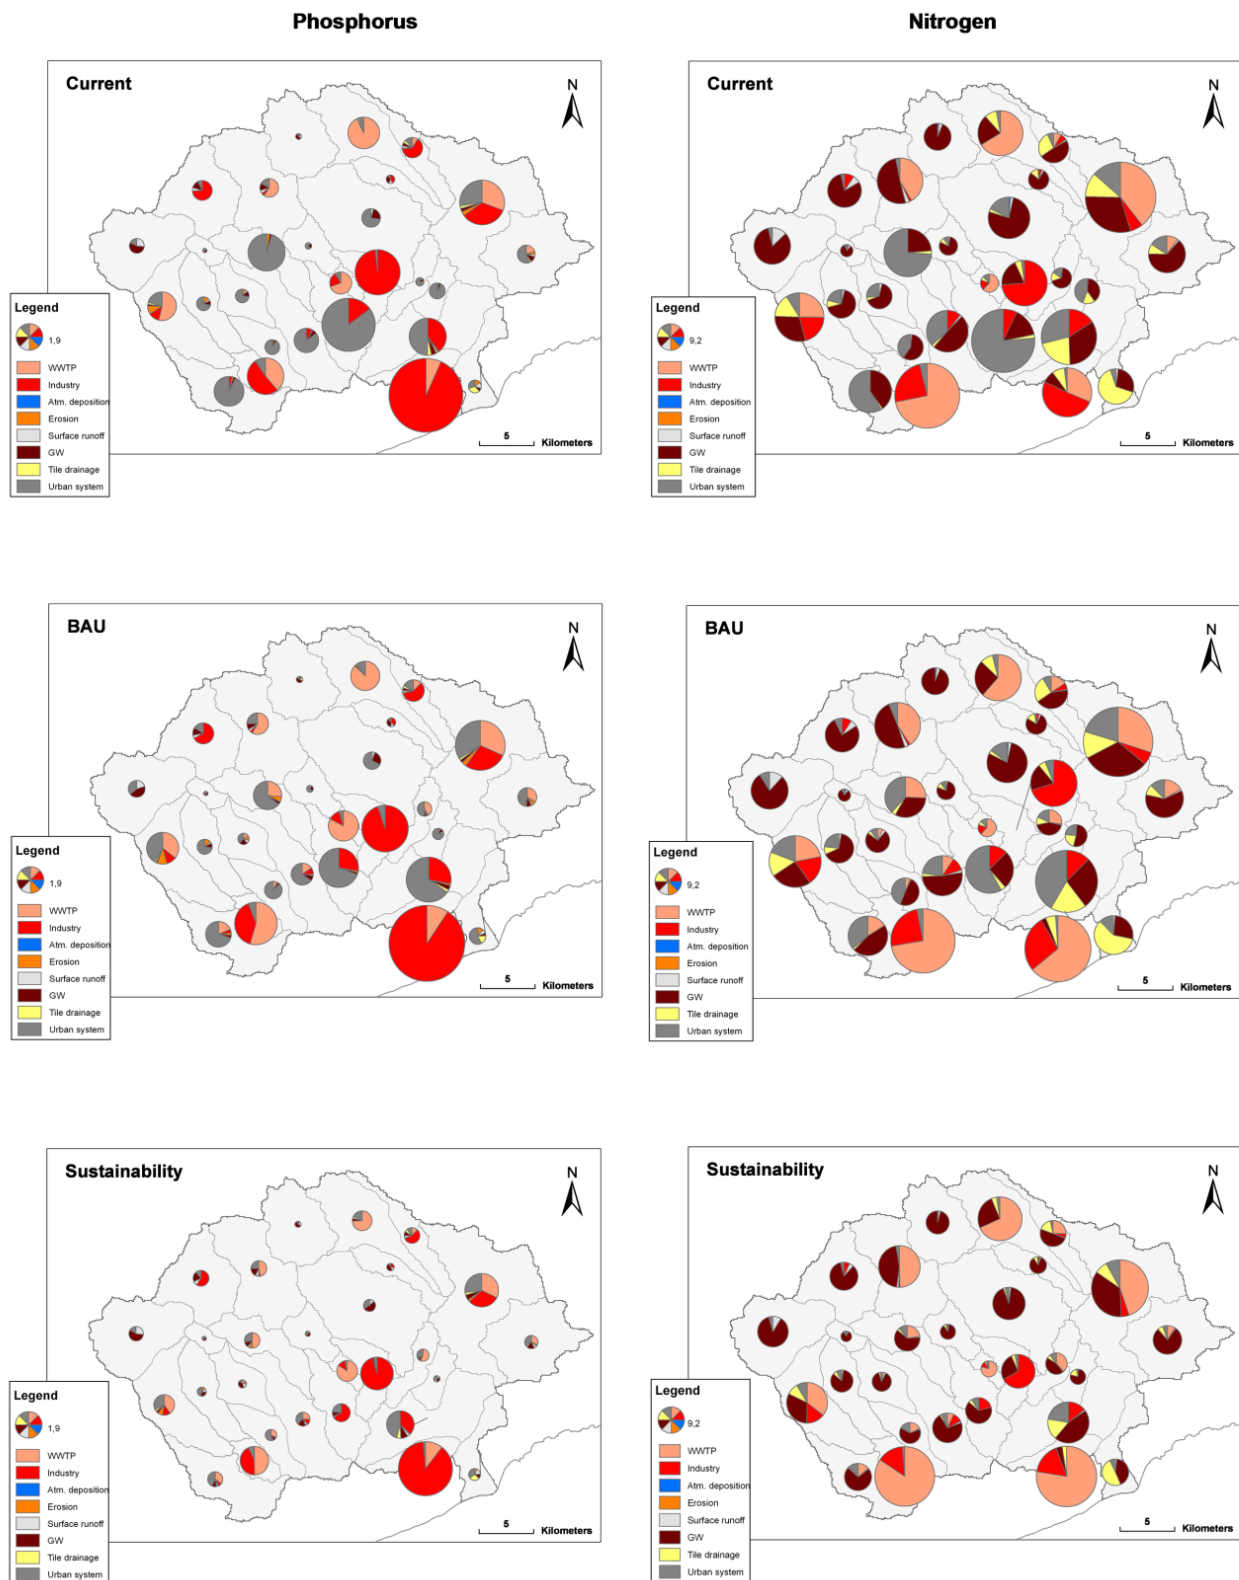 Phosphorus
Nitrogen
Current
N
Legend
1,9
WWTP
Industry
Atm. deposition
Erosion
Surface runoff
GW
Tile drainage
Urban system
5
Kilometers
Current
N
Legend
9,2
WWTP
Industry
Atm. deposition
Erosion
Surface runoff
GW
Tile drainage
Urban system
5
Kilometers
BAU
N
Legend
1,9
WWTP
Industry
Atm. deposition
Erosion
Surface runoff
GW
Tile drainage
Urban system
5
Kilometers
BAU
N
Legend
9,2
WWTP
Industry
Atm. deposition
Erosion
Surface runoff
GW
Tile drainage
Urban system
5
Kilometers
Sustainability
N
Legend
1,9
WWTP
Industry
Atm. deposition
Erosion
Surface runoff
GW
Tile drainage
Urban system
5
Kilometers
Sustainability
N
Legend
9,2
WWTP
Industry
Atm. deposition
Erosion
Surface runoff
GW
Tile drainage
Urban system
5
Kilometers